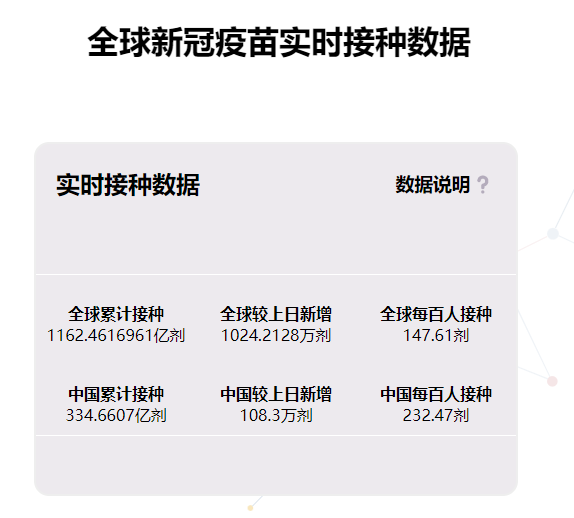 全球新冠疫苗实时接种数据
实时接种数据 数据说明 ?
全球累计接种 全球较上日新增 全球每百人接种
1162.4616961亿剂 1024.2128万剂 147.61剂
中国累计接种 中国较上日新增 中国每百人接种
334.6607亿剂 108.3万剂 232.47剂